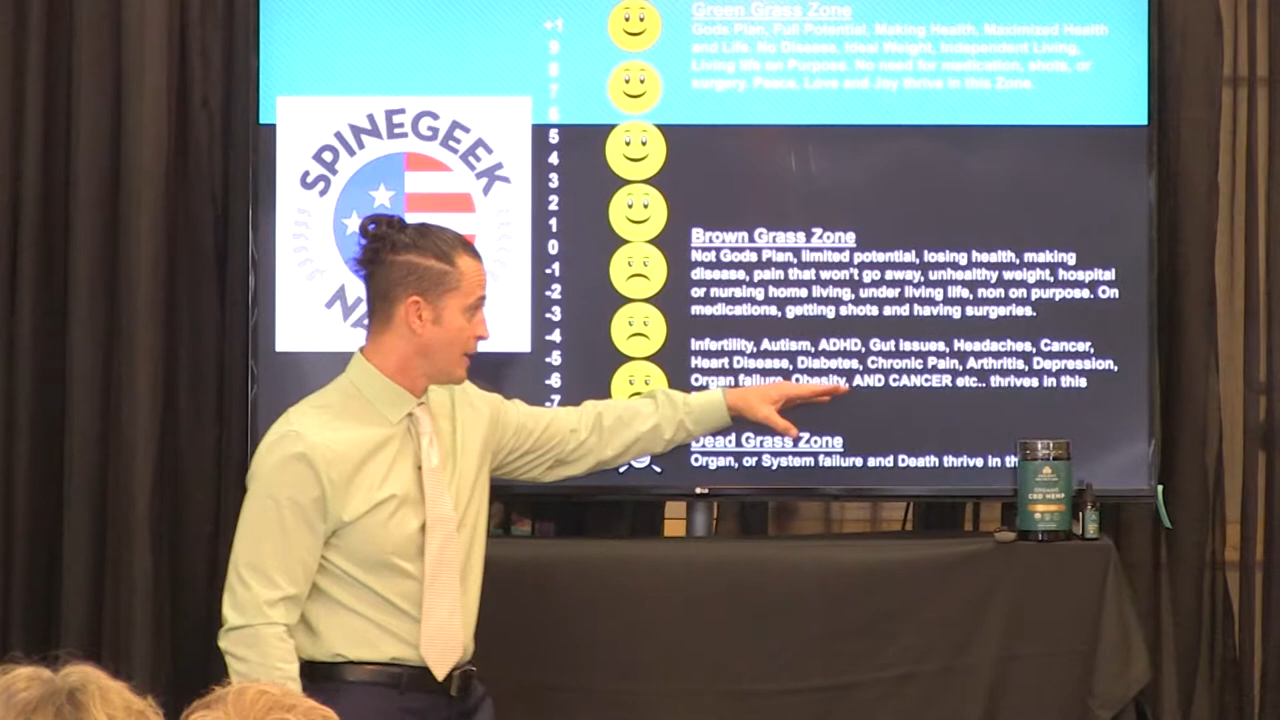 Green Grass Zone
Gods Plan, Full Potential, Making Health, Maximized Health
and Life. No Disease, Ideal Weight, Independent Living,
Living life on Purpose. No need for medication, shots, or
surgery. Peace, Love and Joy thrive in this Zone.
+1
9
8
7
6
5
4
3
2
1
0
-1
-2
-3
-4
-5
-6
-7
SPINEGEEK
NA
Brown Grass Zone
Not Gods Plan, limited potential, losing health, making
disease, pain that won't go away, unhealthy weight, hospital
or nursing home living, under living life, non on purpose. On
medications, getting shots and having surgeries.
Infertility, Autism, ADHD, Gut issues, Headaches, Cancer,
Heart Disease, Diabetes, Chronic Pain, Arthritis, Depression,
Organ failure, Obesity, AND CANCER etc.. thrives in this
Dead Grass Zone
Organ, or System failure and Death thrive in th
LG
ORGANIC
CBD HEMP